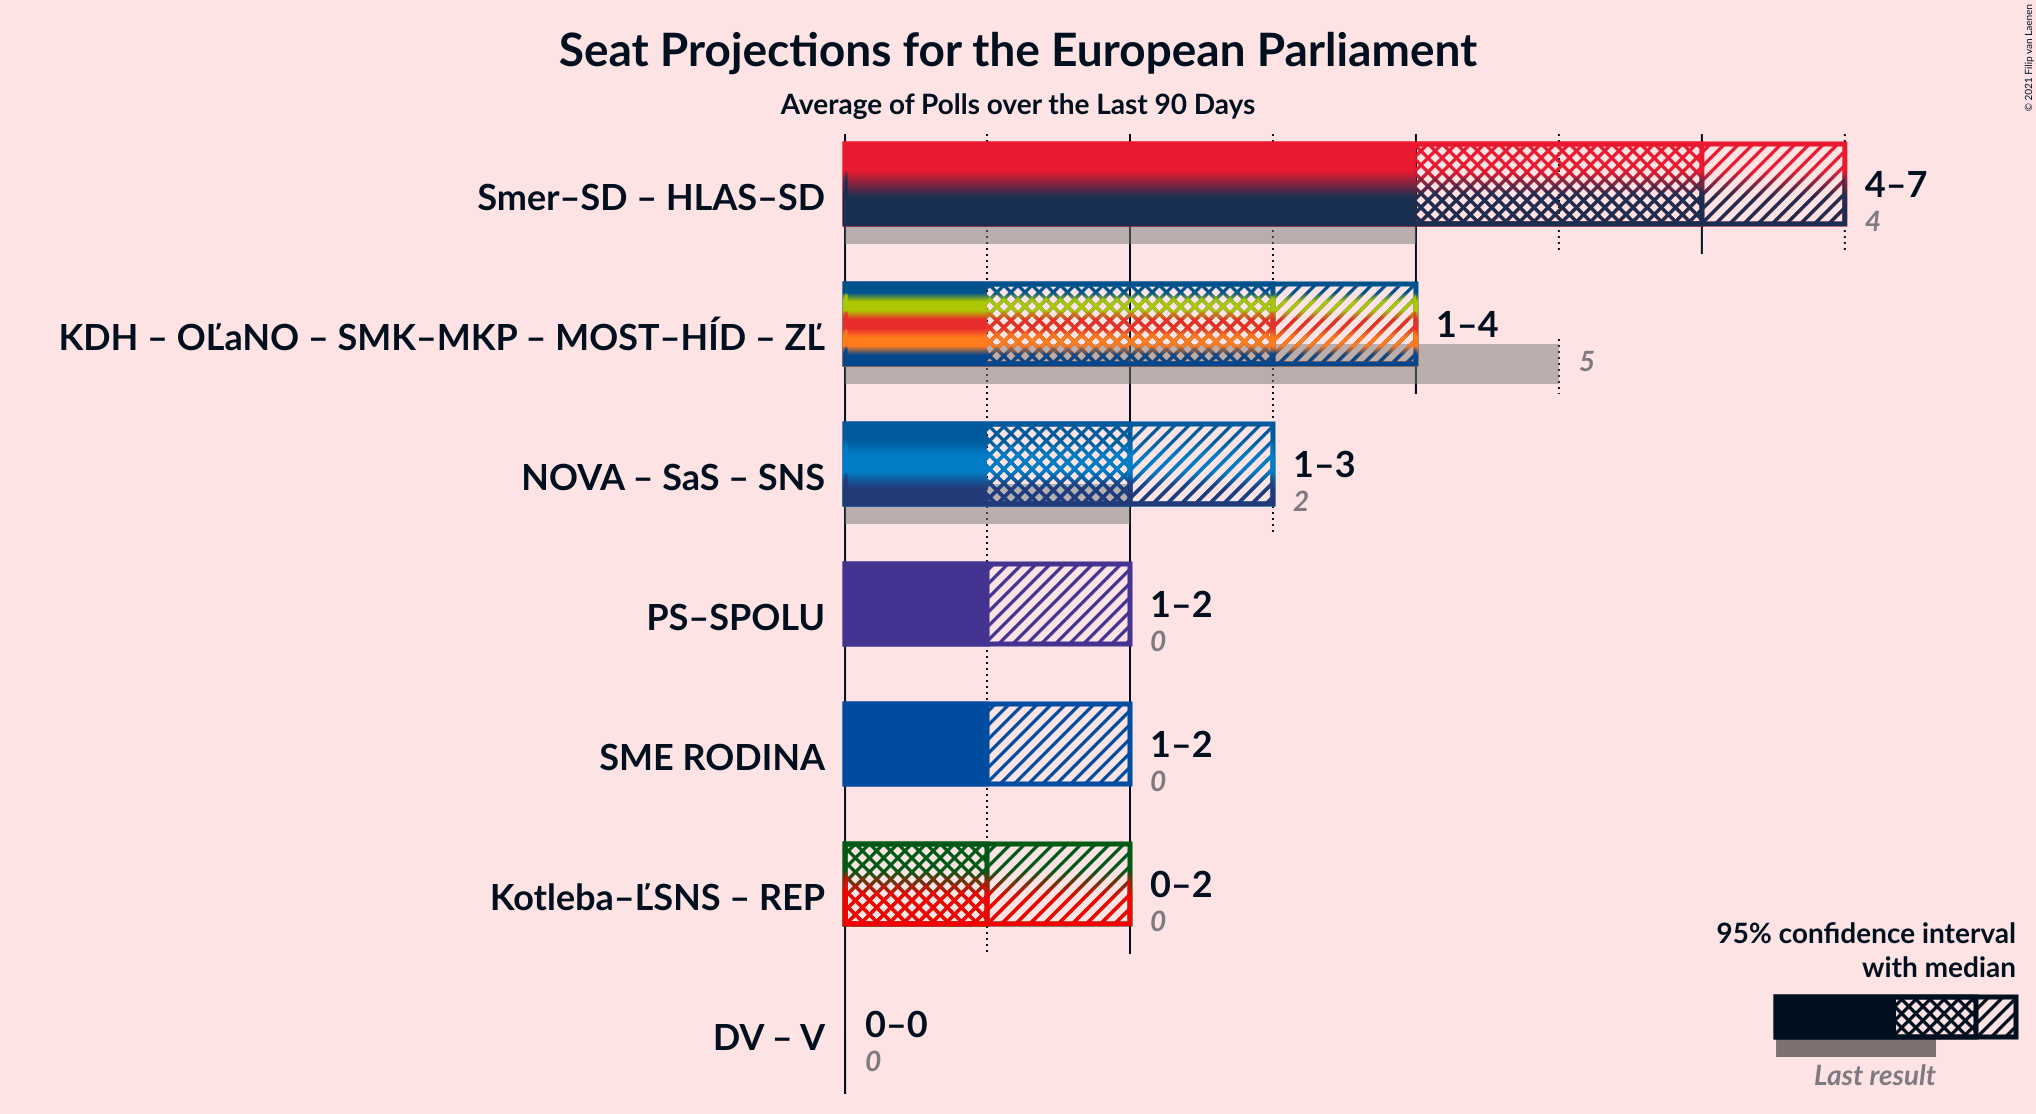 Seat Projections for the European Parliament
Average of Polls over the Last 90 Days
© 2021 Filip van Laenen
Smer–SD – HLAS–SD
4–7
4
KDH – OĽaNO – SMK–MKP – MOST–HÍD – ZĽ
1–4
5
NOVA – SaS – SNS
1–3
2
PS–SPOLU
1–2
0
SME RODINA
1–2
0
Kotleba–ĽSNS – REP
0–2
0
DV – V
0–0
0
95% confidence interval
with median
Last result